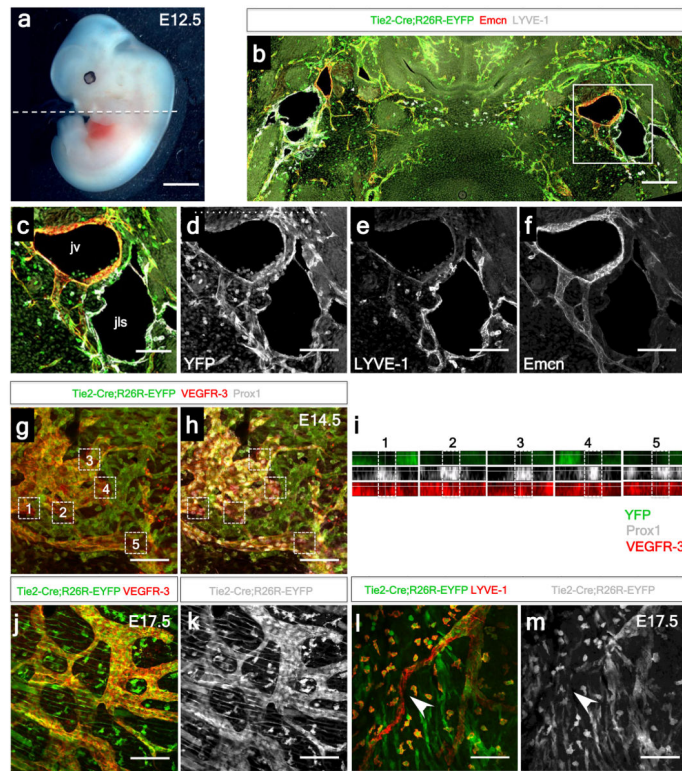 a
E12.5
Tie2-Cre;R26R-EYFP Emcn LYVE-1
b
c
jv
jls
d
YFP
e
LYVE-1
f
Emcn
Tie2-Cre;R26R-EYFP VEGFR-3 Prox1
g
1
2
3
4
5
h
E14.5
i
1 2 3 4 5
YFP
Prox1
VEGFR-3
Tie2-Cre;R26R-EYFP VEGFR-3
Tie2-Cre;R26R-EYFP
j
k
E17.5
Tie2-Cre;R26R-EYFP LYVE-1
Tie2-Cre;R26R-EYFP
l
m
E17.5